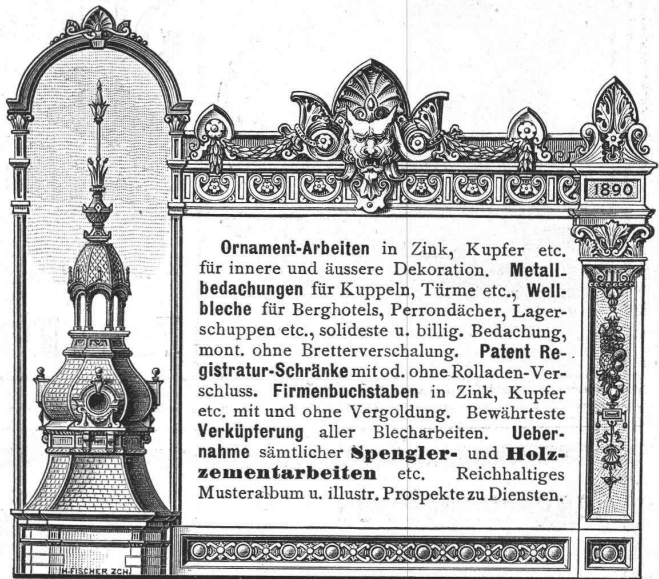 1890
Ornament-Arbeiten in Zink, Kupfer etc.
für innere und äussere Dekoration. Metall-
bedachungen für Kuppeln, Türme etc., Well-
bleche für Berghotels, Perrondächer, Lager-
schuppen etc., solideste u. billig. Bedachung,
mont. ohne Bretterverschalung. Patent Re-
gistratur-Schränke mit od. ohne Rolladen-Ver-
schluss. Firmenbuchstaben in Zink, Kupfer
etc. mit und ohne Vergoldung. Bewährteste
Verküpferung aller Blecharbeiten. Ueber-
nahme sämtlicher Spengler- und Holz-
zementarbeiten etc. Reichhaltiges
Musteralbum u. illustr. Prospekte zu Diensten.
H. FISCHER ZCH.